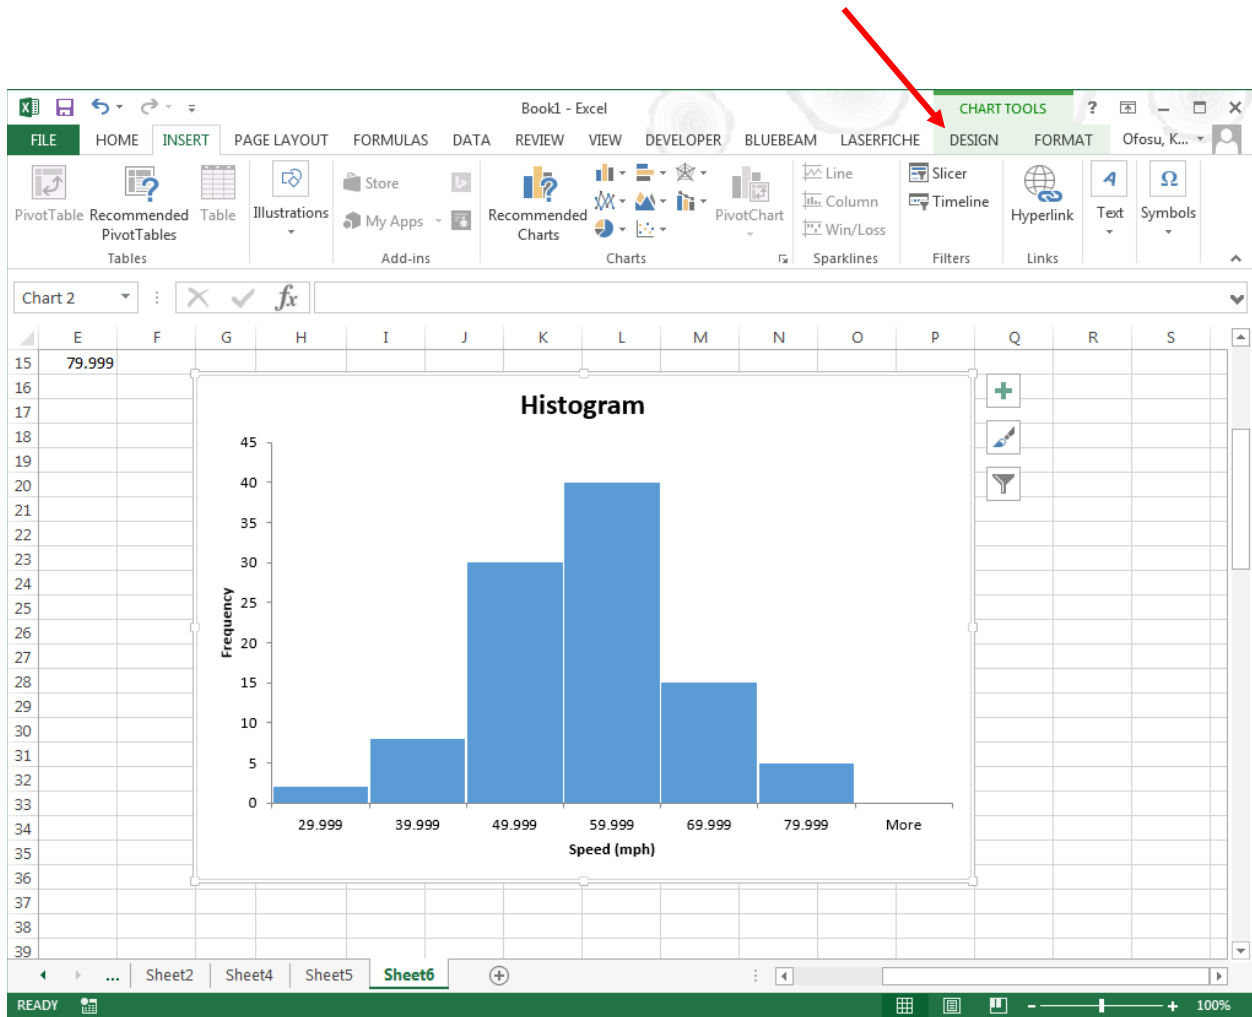 Book1 - Excel
CHART TOOLS
?
FILE HOME INSERT PAGE LAYOUT FORMULAS DATA REVIEW VIEW DEVELOPER BLUEBEAM LASERFICHE DESIGN FORMAT Ofosu, K...
PivotTable
Recommended
PivotTables
Table
Tables
Illustrations
Store
My Apps
Add-ins
Recommended
Charts
PivotChart
Charts
Line
Column
Win/Loss
Sparklines
Slicer
Timeline
Filters
Hyperlink
Links
Text
Symbols
Chart 2
fx
E F G H I J K L M N O P Q R S
15 79.999
16
17
18
19
20
21
22
23
24
25
26
27
28
29
30
31
32
33
34
35
36
37
38
39
Histogram
45
40
35
30
25
20
15
10
5
0
Frequency
29.999 39.999 49.999 59.999 69.999 79.999 More
Speed (mph)
... Sheet2 Sheet4 Sheet5 Sheet6
READY
100%